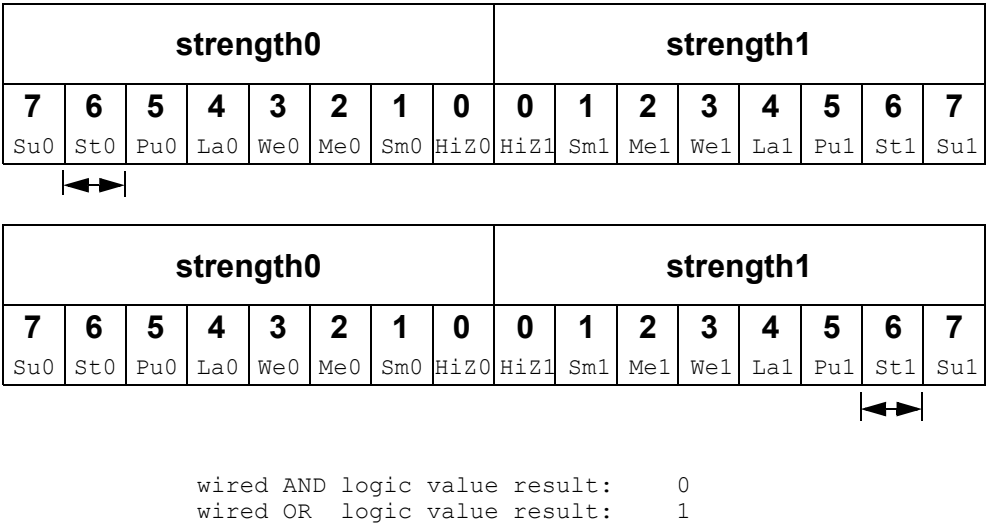 strength0 strength1
7 6 5 4 3 2 1 0 0 1 2 3 4 5 6 7
Su0 St0 Pu0 La0 We0 Me0 Sm0 HiZ0 HiZ1 Sm1 Me1 We1 La1 Pu1 St1 Su1
strength0 strength1
7 6 5 4 3 2 1 0 0 1 2 3 4 5 6 7
Su0 St0 Pu0 La0 We0 Me0 Sm0 HiZ0 HiZ1 Sm1 Me1 We1 La1 Pu1 St1 Su1
wired AND logic value result: 0
wired OR logic value result: 1